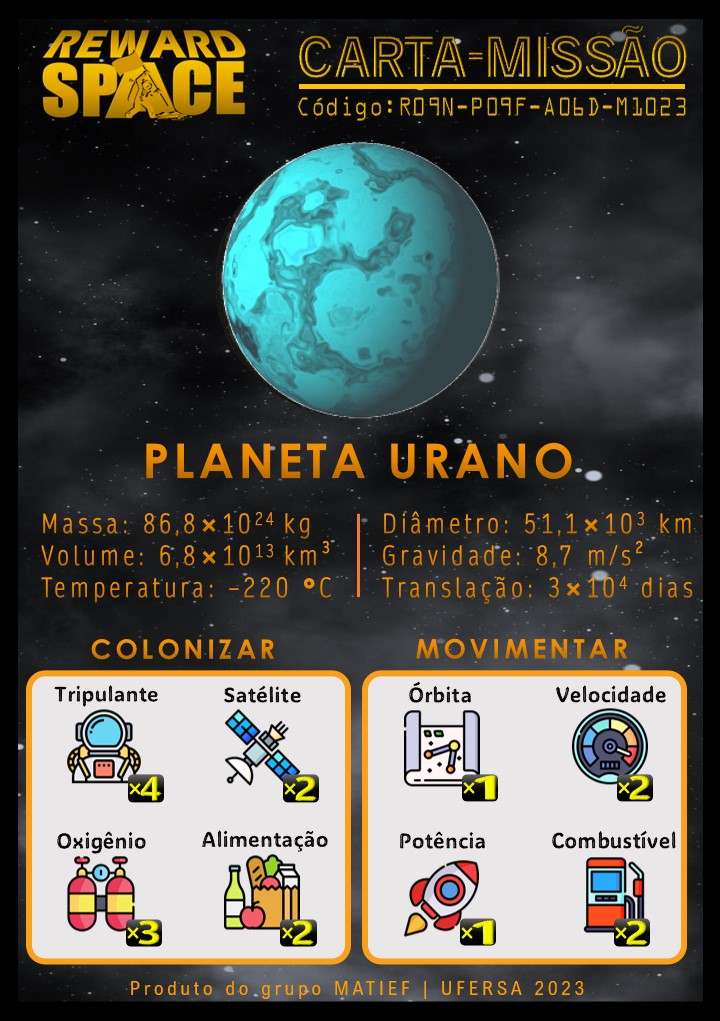 REWARD
SPACE
CARTA-MISSÃO
Código:R09N-P09F-A06D-M1023
PLANETA URANO
Massa: 86,8×10²⁴ kg
Volume: 6,8×10¹³ km³
Temperatura: -220 °C
Diâmetro: 51,1×10³ km
Gravidade: 8,7 m/s²
Translação: 3×10⁴ dias
COLONIZAR
MOVIMENTAR
Tripulante
Satélite
×4
×2
Oxigênio
Alimentação
×3
×2
Órbita
Velocidade
×1
×2
Potência
Combustível
×1
×2
Produto do grupo MATIEF | UFERSA 2023